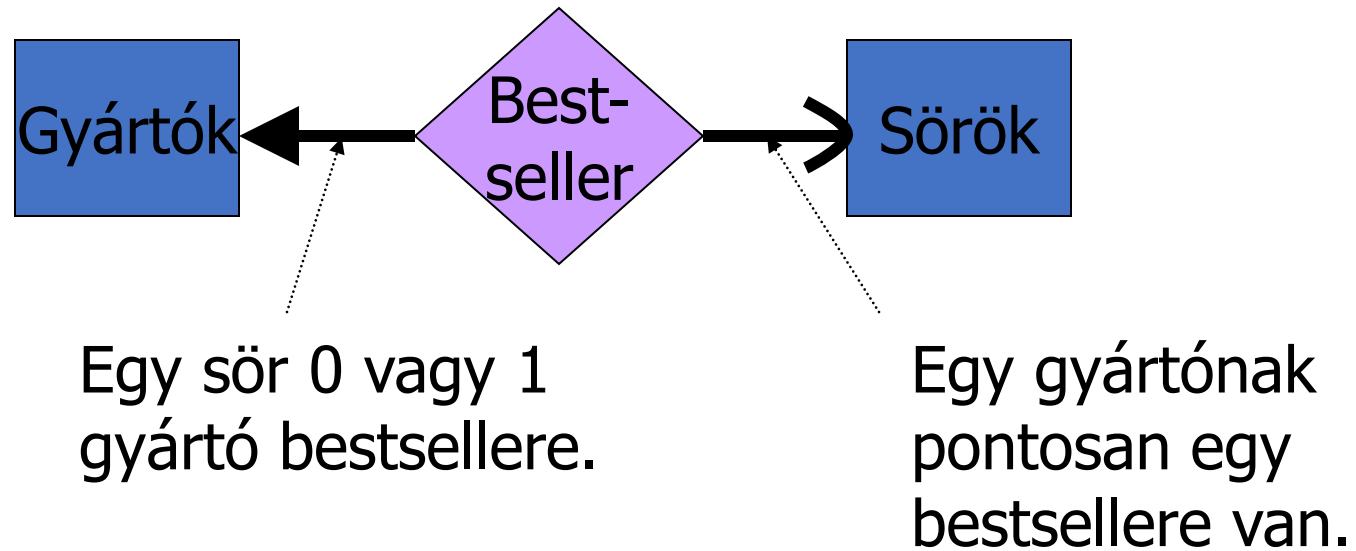 Gyártók
Best-
seller
Sörök
Egy sör 0 vagy 1
gyártó bestsellere.
Egy gyártónak
pontosan egy
bestsellere van.